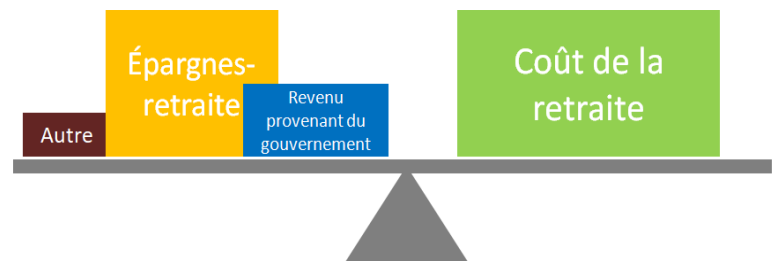 Autre
Épargnes-
retraite
Revenu
provenant du
gouvernement
Coût de la
retraite